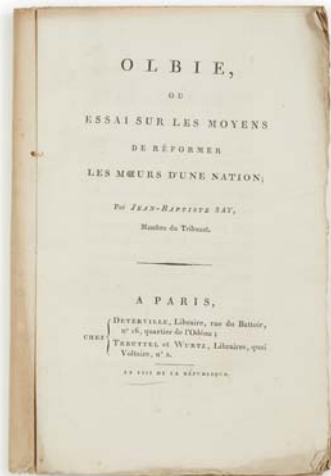 OLBIE,
OU
ESSAI SUR LES MOYENS
DE RÉFORMER
LES MŒURS D'UNE NATION;
Par JEAN-BAPTISTE SAY,
Membre du Tribunat.
A PARIS,
CHEZ
DETERVILLE, Libraire, rue du Battoir,
n° 16, quartier de l'Odéon;
TREUTTEL et WURTZ, Libraires, quai
Voltaire, n° 2.
AN VIII DE LA RÉPUBLIQUE.